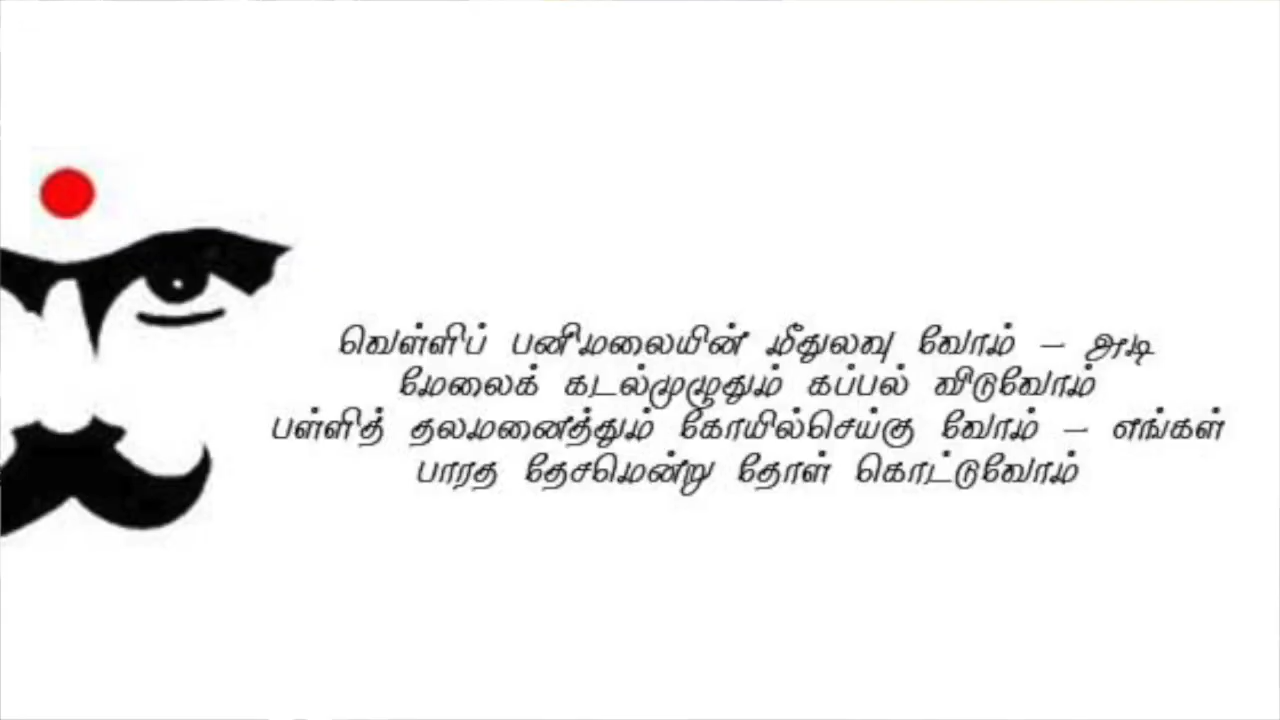 வெள்ளிப் பனிமலையின் மீதுலவு வோம் – அடி
மேலைக் கடல்முழுதும் கப்பல் விடுவோம்
பள்ளித் தலமனைத்தும் கோயில்செய்கு வோம் – எங்கள்
பாரத தேசமென்று தோள் கொட்டுவோம்